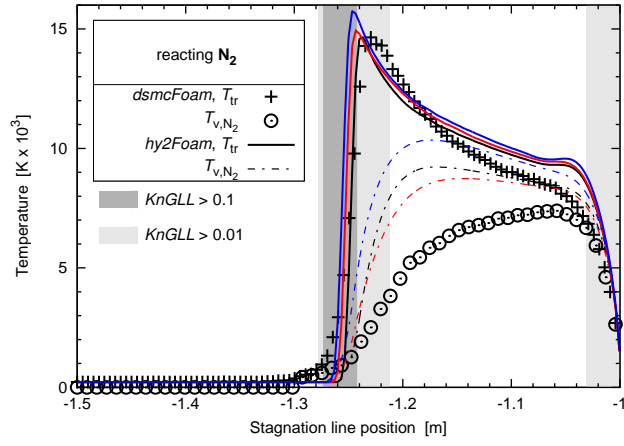 Temperature [K x 10³]
15
10
5
0
reacting N₂
dsmcFoam, Tₜᵣ
Tᵥ,N₂
hy2Foam, Tₜᵣ
Tᵥ,N₂
KnGLL > 0.1
KnGLL > 0.01
-1.5 -1.4 -1.3 -1.2 -1.1 -1
Stagnation line position [m]